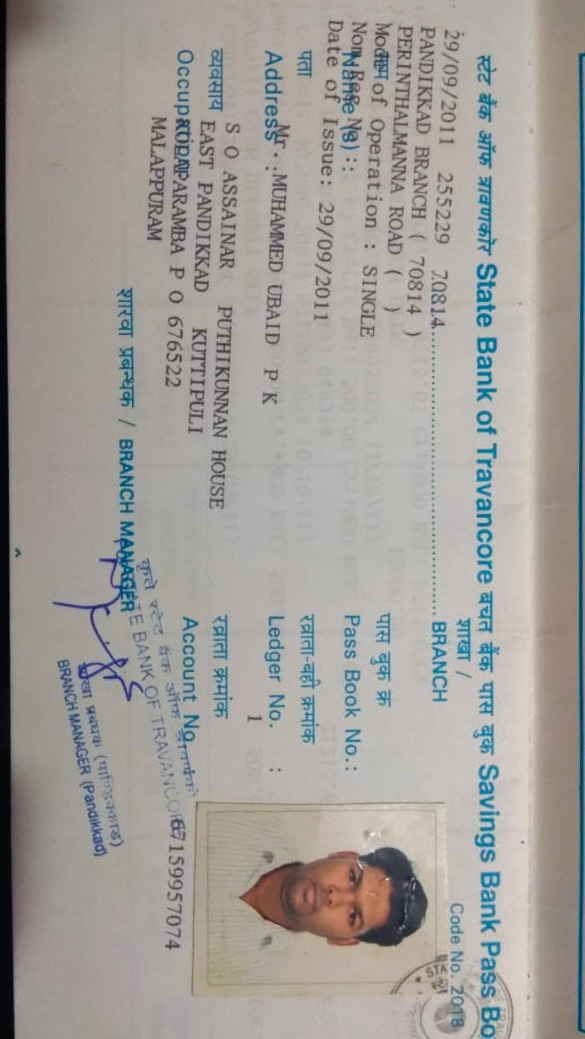 स्टेट बैंक ऑफ त्रावणकोर State Bank of Travancore बचत बैंक पास बुक Savings Bank Pass Bo
Code No. 2018
29/09/2011 255229 70814
शाखा /
BRANCH
PANDIKKAD BRANCH ( 70814 )
PERINTHALMANNA ROAD ( )
Mode of Operation : SINGLE
नाम
पास बुक क्र
Nom Reg No :
Name (s) :
Pass Book No.:
Date of Issue: 29/09/2011
पता
रव्राता-बही क्रमांक
Address :
Mr. MUHAMMED UBAID P K
Ledger No. :
1
S O ASSAINAR PUTHIKUNNAN HOUSE
व्यवसाय
रव्राता क्रमांक
EAST PANDIKKAD KUTTIPULI
Occupation:
Account No.
67159957074
KOLAPARAMBA P O 676522
MALAPPURAM
शारवा प्रबन्धक / BRANCH MANAGER
कृते स्टेट बैंक ऑफ त्रावणको
STATE BANK OF TRAVANCORE
शाखा प्रबंधक (पाण्डिक्काड)
BRANCH MANAGER (Pandikkad)